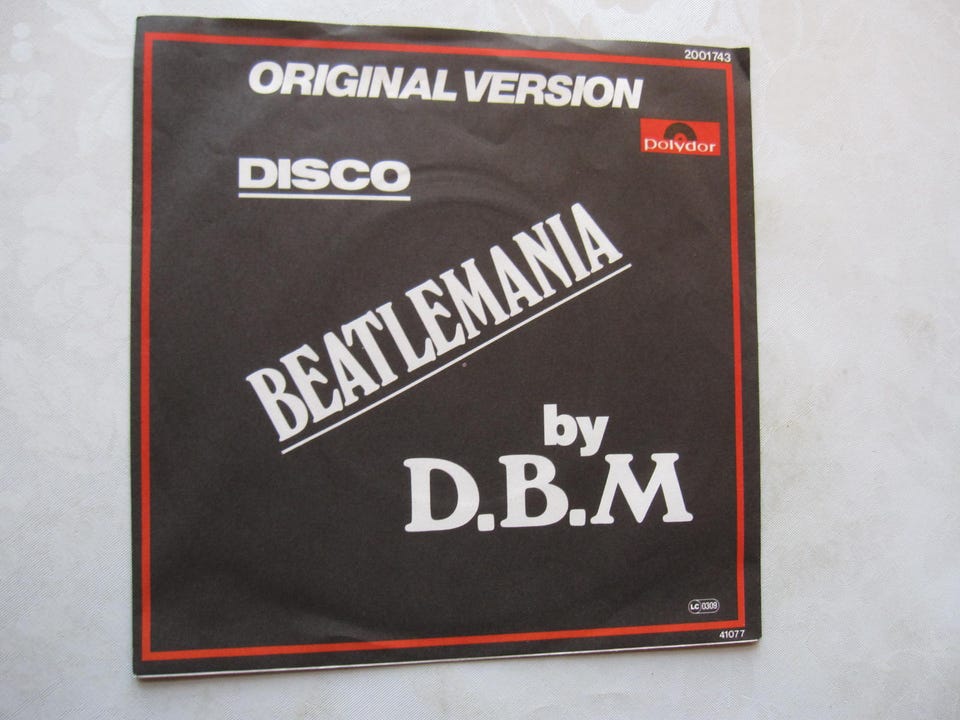 2001743
ORIGINAL VERSION
polydor
DISCO
BEATLEMANIA
by
D.B.M
LC 0309
41077